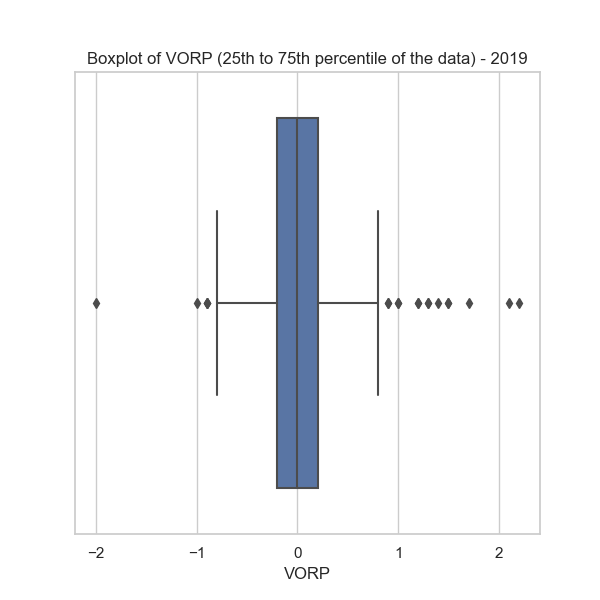 Boxplot of VORP (25th to 75th percentile of the data) - 2019
−2 −1 0 1 2
VORP